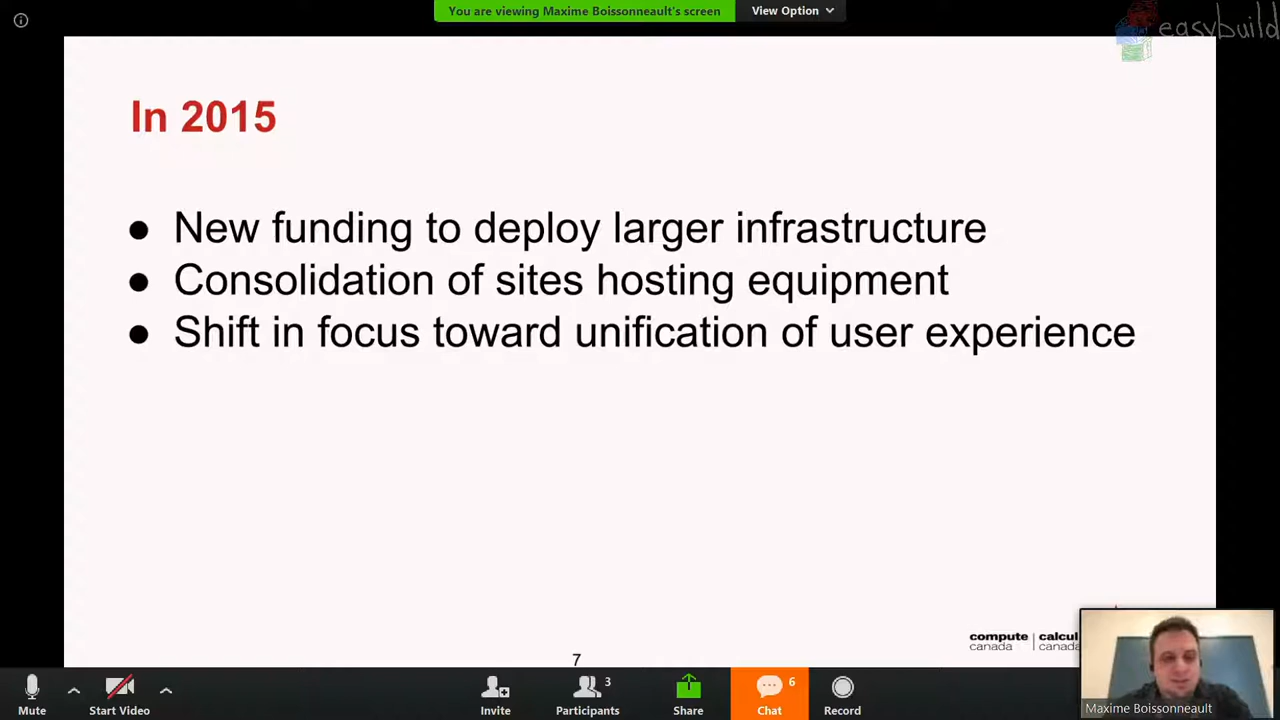 You are viewing Maxime Boissonneault's screen
View Option
easybuild
In 2015
● New funding to deploy larger infrastructure
● Consolidation of sites hosting equipment
● Shift in focus toward unification of user experience
compute | calcul
canada | canada
7
Maxime Boissonneault
Mute
Start Video
Invite
3
Participants
Share
6
Chat
Record